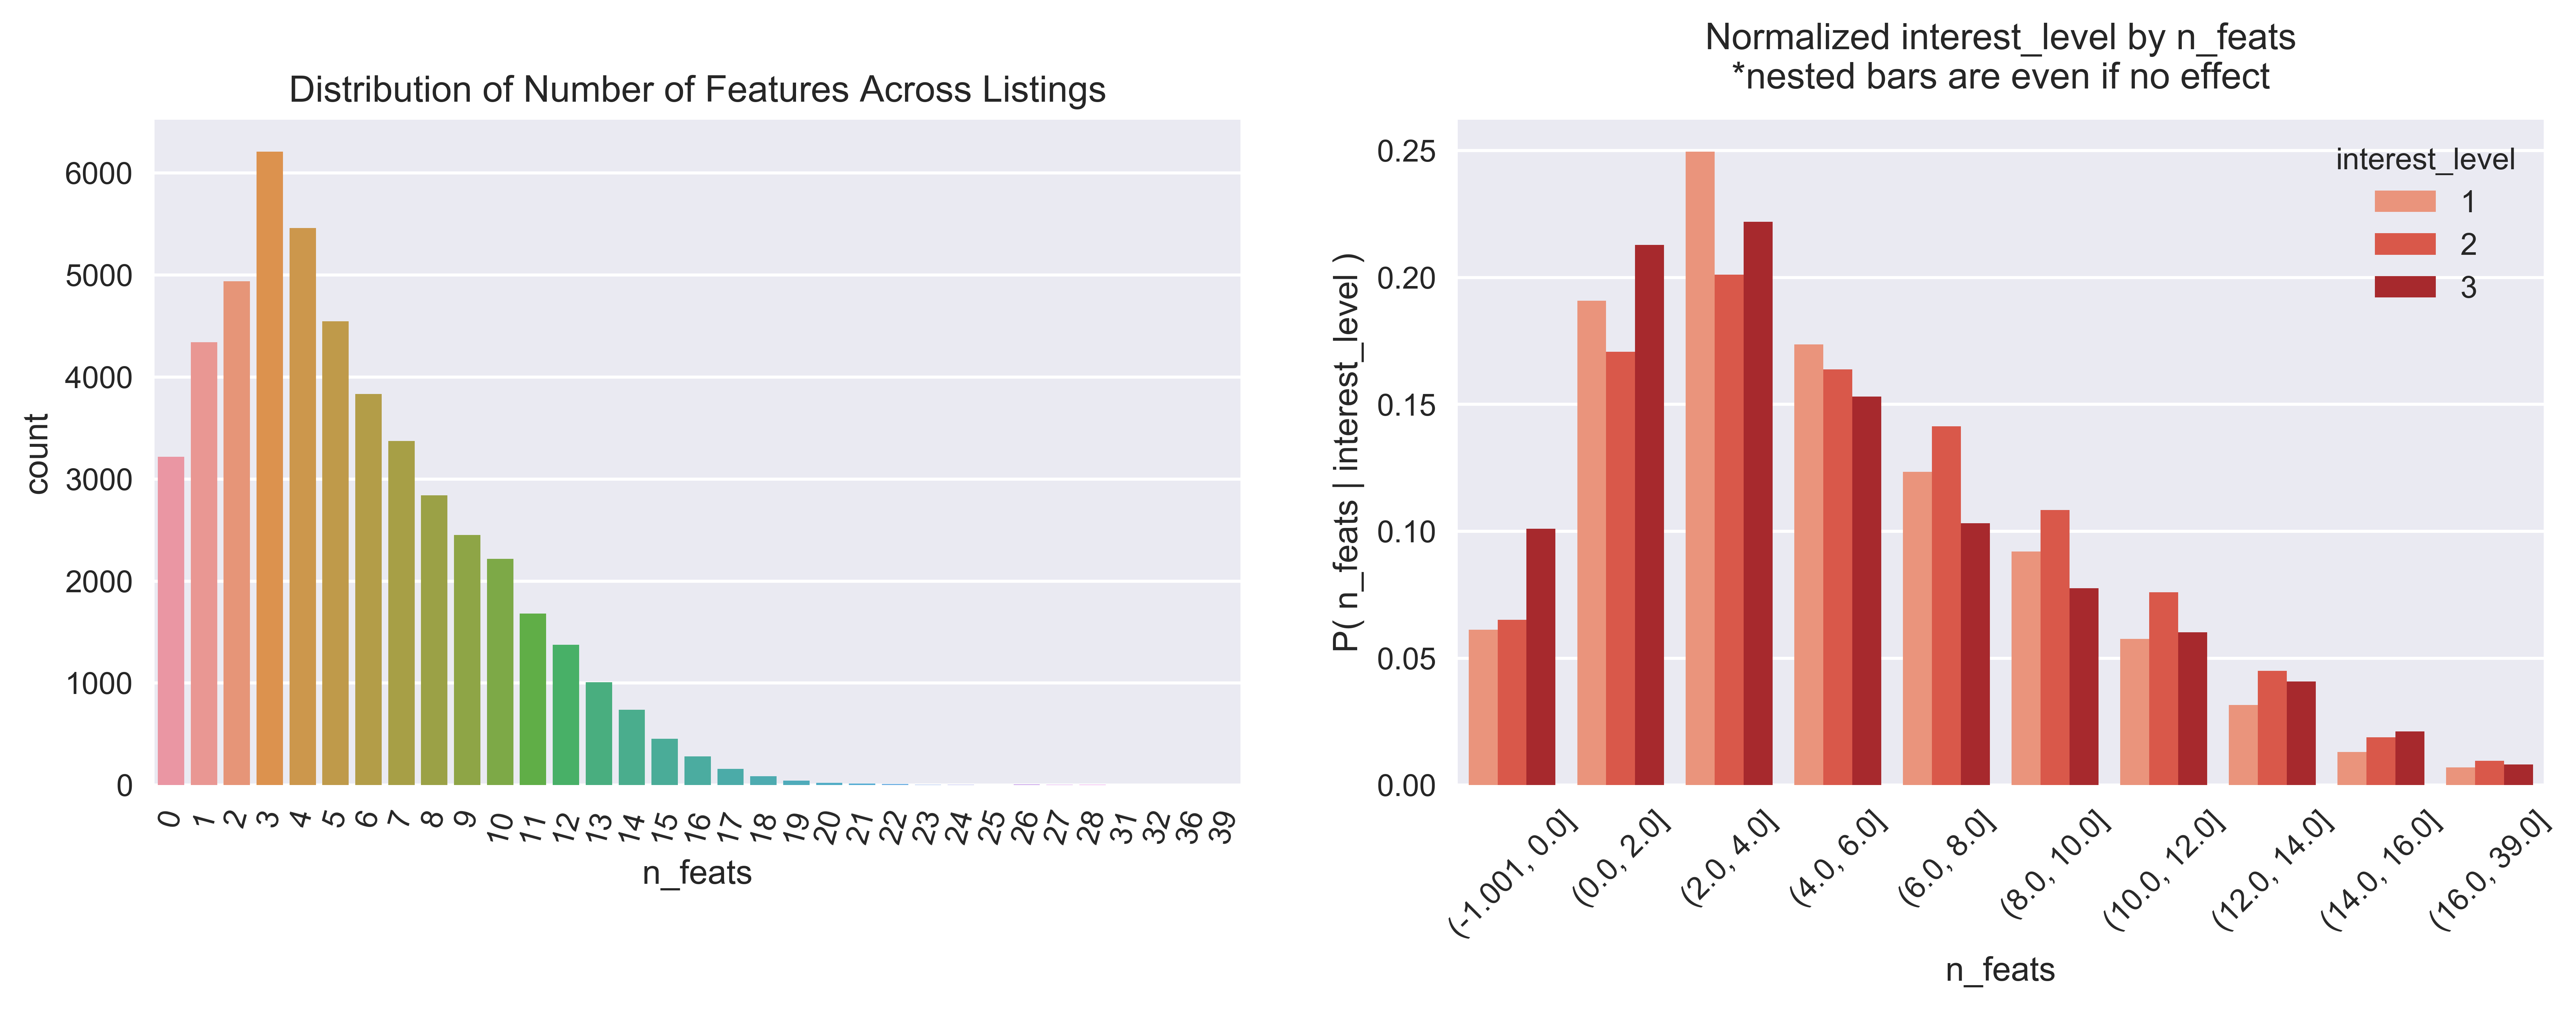 Distribution of Number of Features Across Listings
count
6000
5000
4000
3000
2000
1000
0
0 1 2 3 4 5 6 7 8 9 10 11 12 13 14 15 16 17 18 19 20 21 22 23 24 25 26 27 28 31 32 36 39
n_feats
Normalized interest_level by n_feats
*nested bars are even if no effect
P( n_feats | interest_level )
0.25
0.20
0.15
0.10
0.05
0.00
interest_level
1
2
3
(-1.001, 0.0] (0.0, 2.0] (2.0, 4.0] (4.0, 6.0] (6.0, 8.0] (8.0, 10.0] (10.0, 12.0] (12.0, 14.0] (14.0, 16.0] (16.0, 39.0]
n_feats